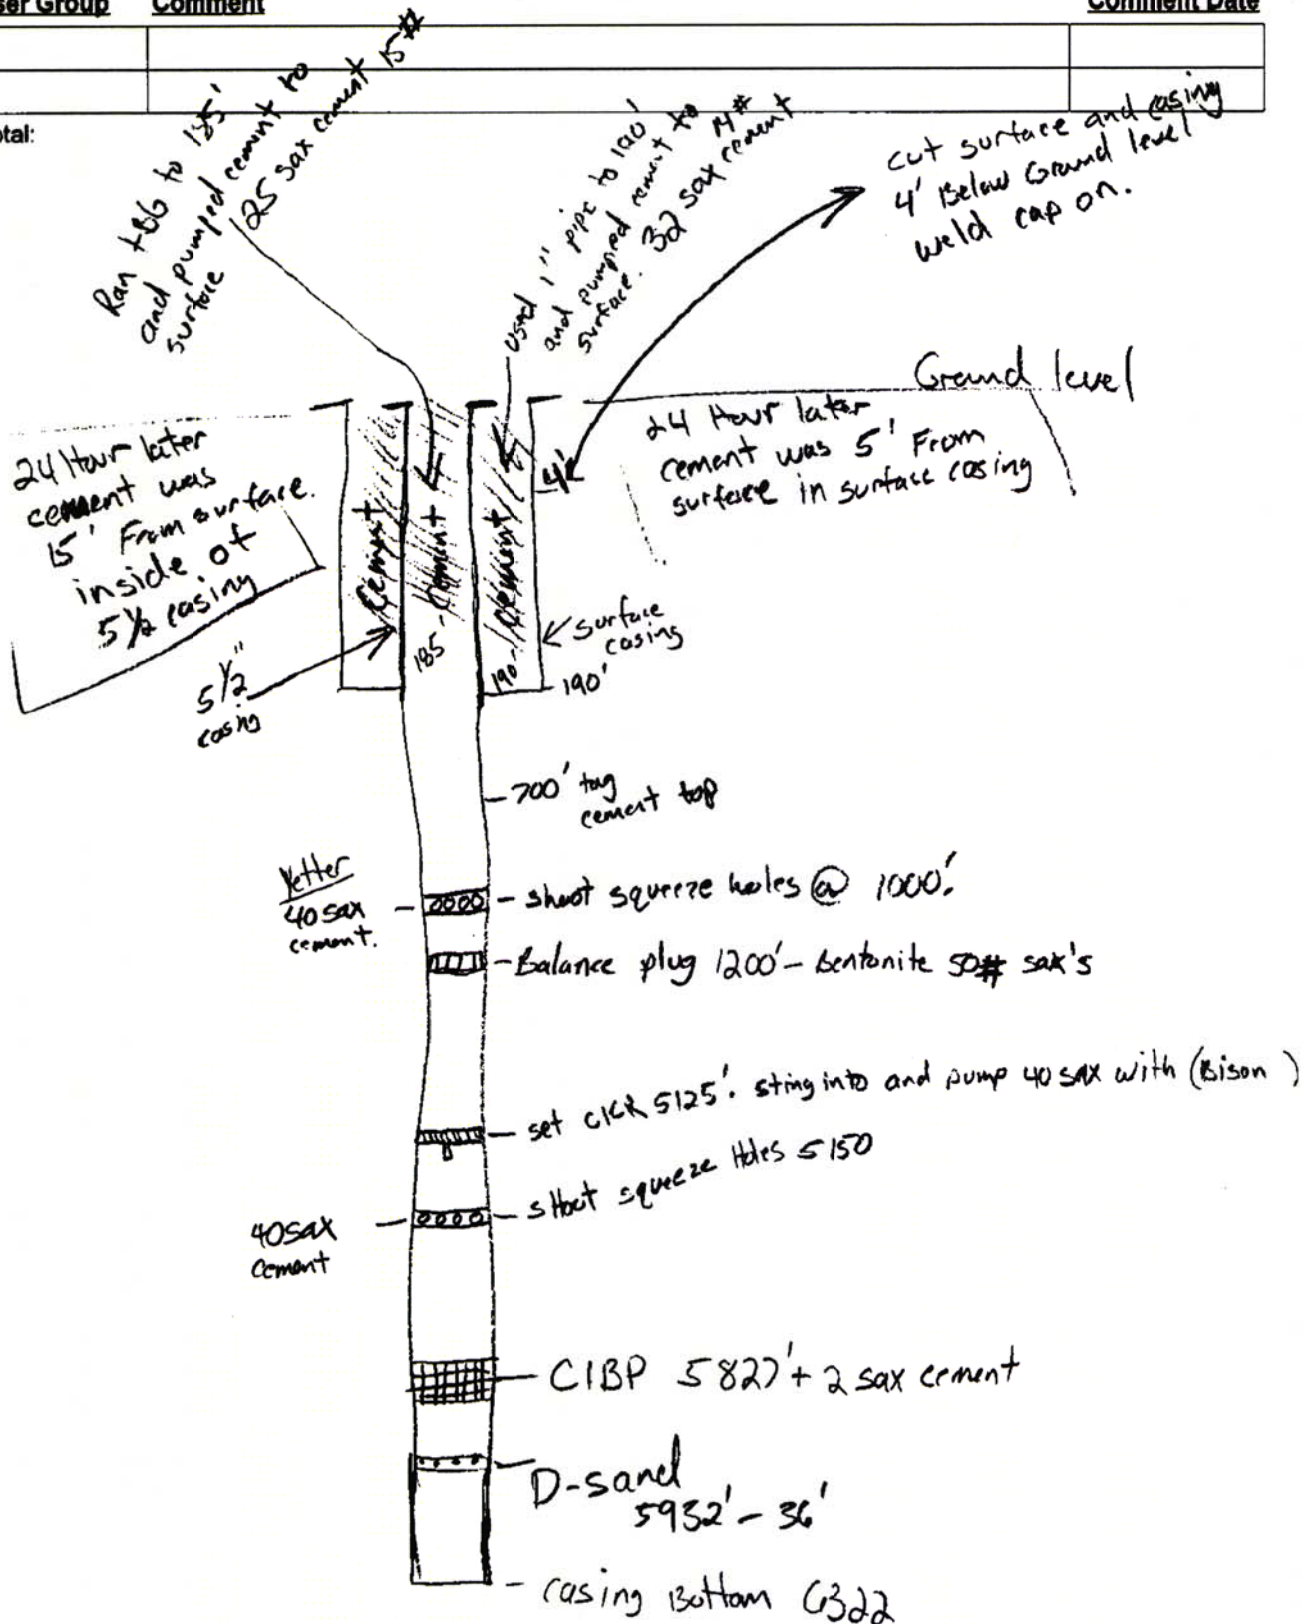 ser Group Comment Comment Date
otal:
Ran tbg to 185'
and pumped cement to
surface 125 sax cement 15#
used 1" pipe to 190'
and pumped cement to
surface. 32 sax cement 14#
cut surface and casing
4' Below Ground level
weld cap on.
Ground level
24 Hour later
cement was
15' From surface.
inside of
5 1/2 casing
24 Hour later
cement was 5' From
surface in surface casing
4'
Cement
Cement
Cement
185
190
surface
casing
190'
5 1/2"
casing
700' tag
cement top
Yetter
40 sax
cement.
shoot squeeze holes @ 1000'.
Balance plug 1200' - Bentonite 50# sax's
set CICR 5125'. sting into and pump 40 sax with (Bison )
shoot squeeze Holes 5150
40 sax
cement
CIBP 5827' + 2 sax cement
D-sand
5932' - 36'
casing Bottom 6322